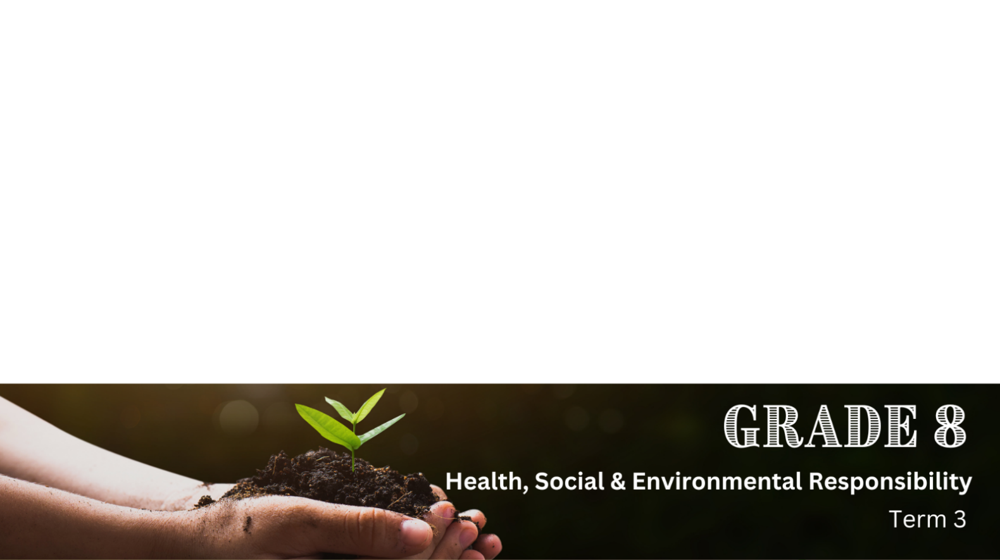 GRADE 8
Health, Social & Environmental Responsibility
Term 3